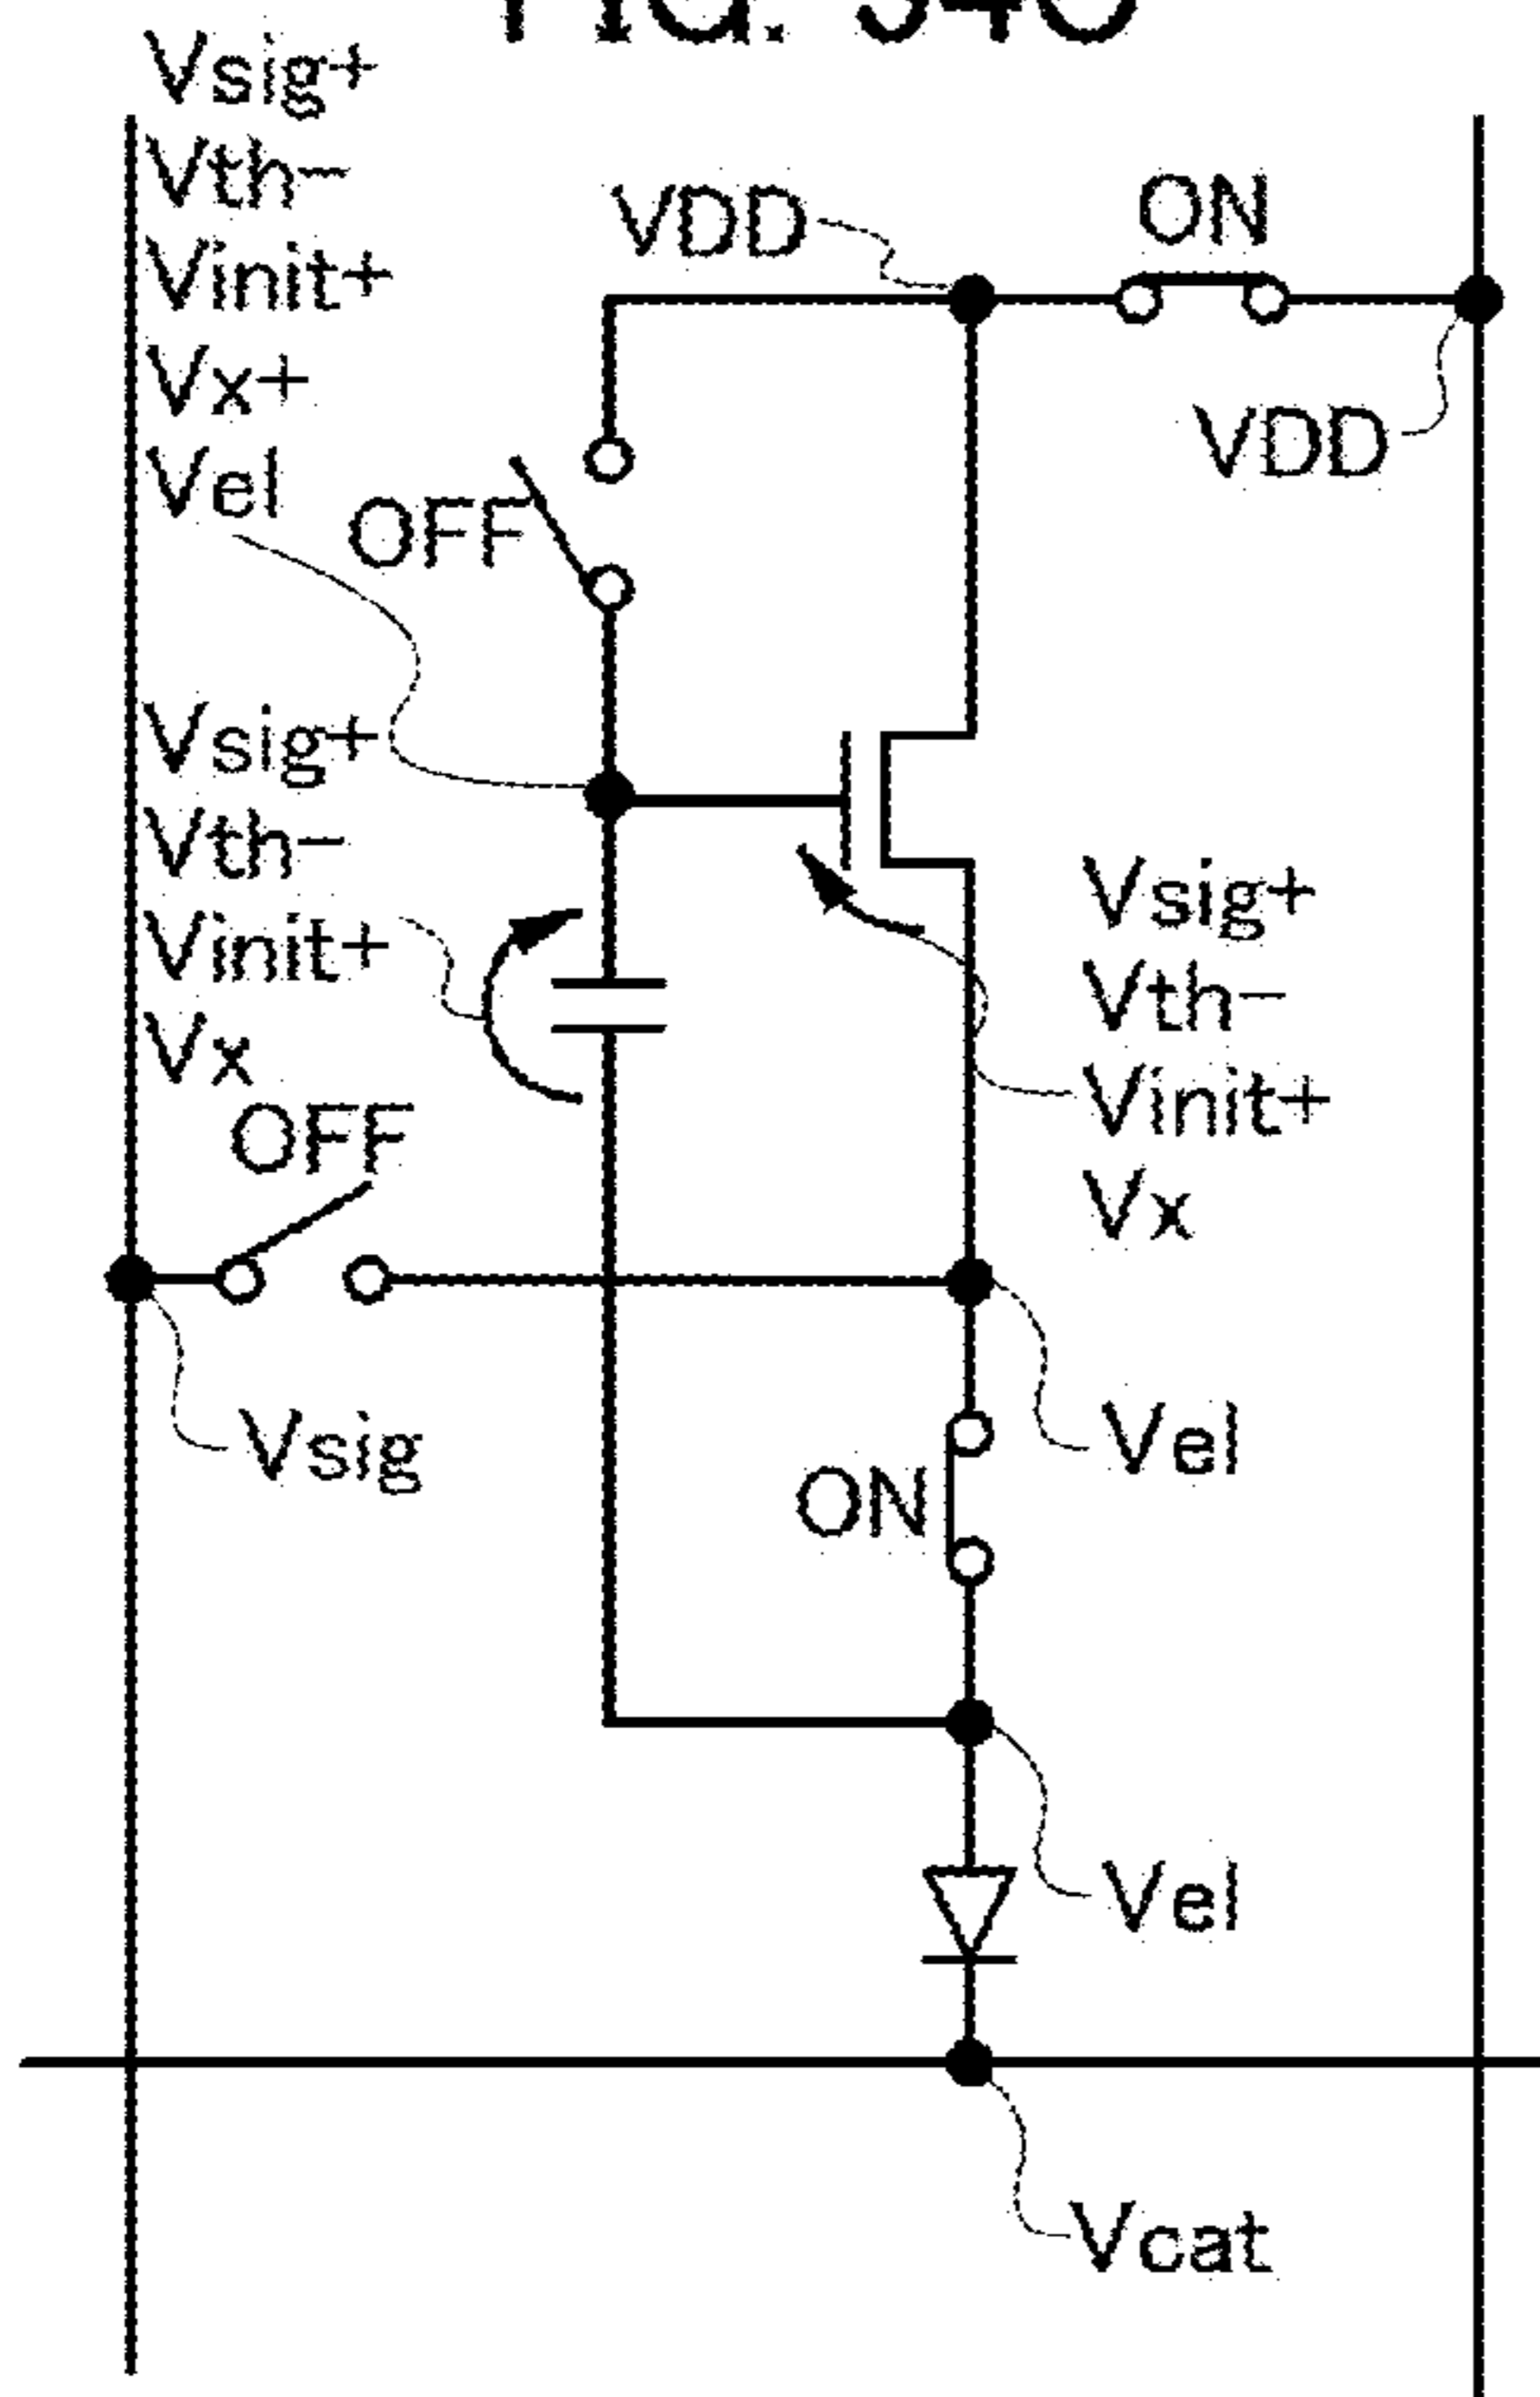 Vsig+
Vth−
Vinit+
Vx+
Vel
VDD
ON
VDD
OFF
Vsig+
Vth−
Vinit+
Vx
OFF
Vsig+
Vth−
Vinit+
Vx
Vsig
Vel
ON
Vel
Vcat